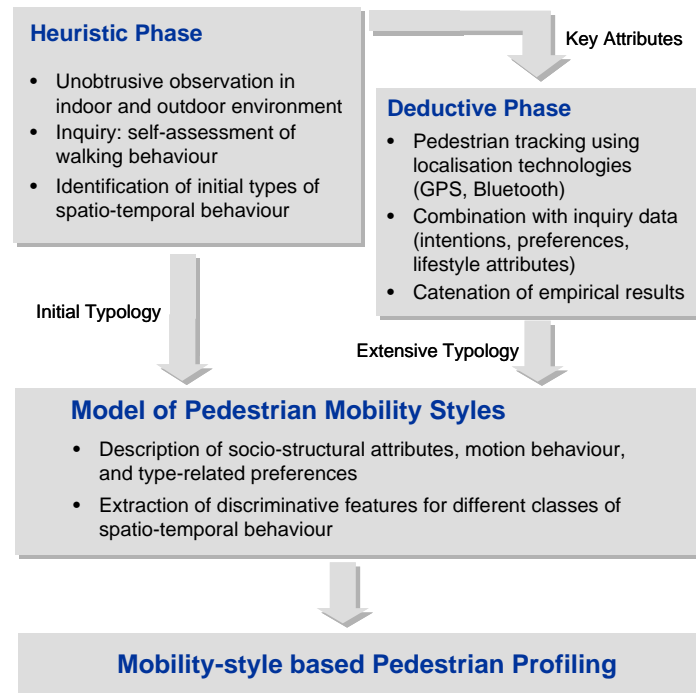 Heuristic Phase
• Unobtrusive observation in
indoor and outdoor environment
• Inquiry: self-assessment of
walking behaviour
• Identification of initial types of
spatio-temporal behaviour
Key Attributes
Deductive Phase
• Pedestrian tracking using
localisation technologies
(GPS, Bluetooth)
• Combination with inquiry data
(intentions, preferences,
lifestyle attributes)
• Catenation of empirical results
Initial Typology
Extensive Typology
Model of Pedestrian Mobility Styles
• Description of socio-structural attributes, motion behaviour,
and type-related preferences
• Extraction of discriminative features for different classes of
spatio-temporal behaviour
Mobility-style based Pedestrian Profiling